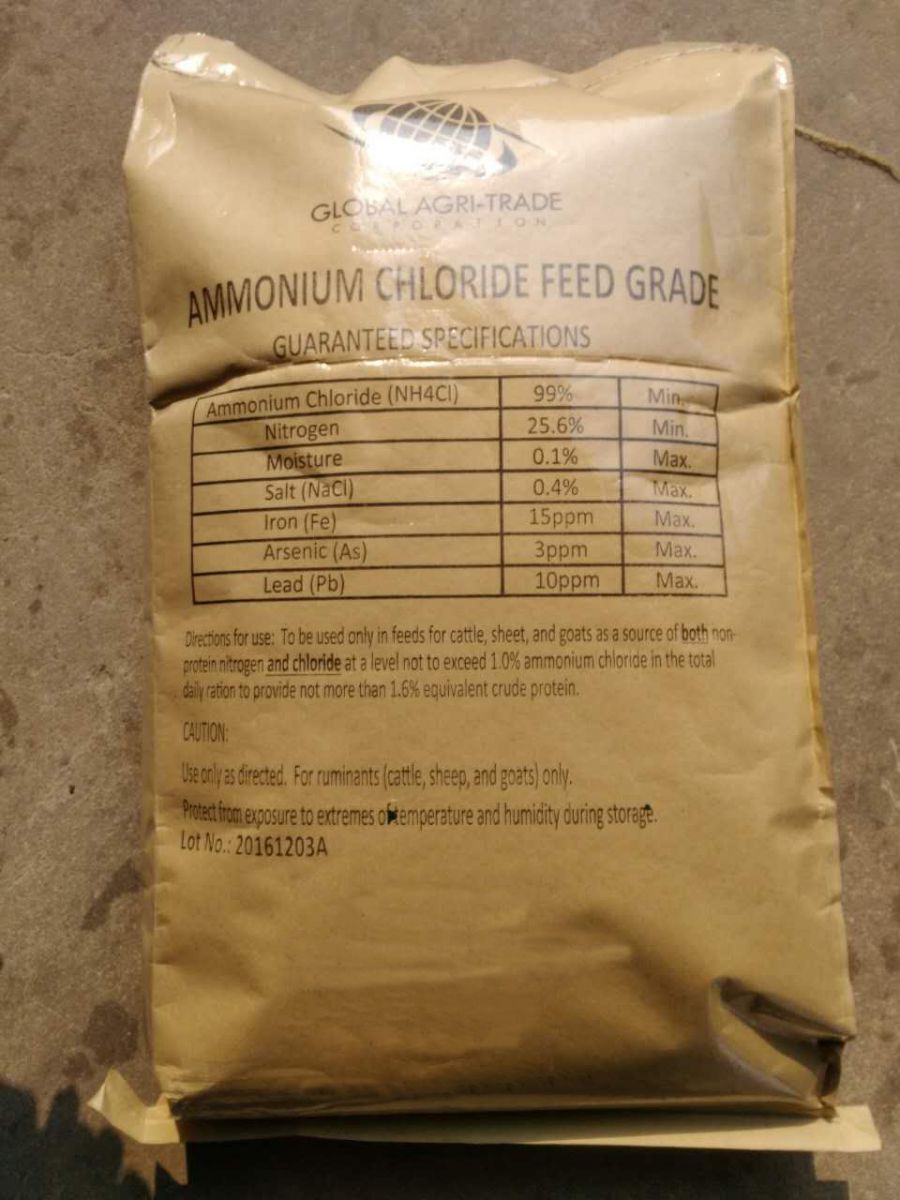 GLOBAL AGRI-TRADE
CORPORATION
AMMONIUM CHLORIDE FEED GRADE
GUARANTEED SPECIFICATIONS
Ammonium Chloride (NH4Cl) 99% Min.
Nitrogen 25.6% Min.
Moisture 0.1% Max.
Salt (NaCl) 0.4% Max.
Iron (Fe) 15ppm Max.
Arsenic (As) 3ppm Max.
Lead (Pb) 10ppm Max.
Directions for use: To be used only in feeds for cattle, sheet, and goats as a source of both non-
protein nitrogen and chloride at a level not to exceed 1.0% ammonium chloride in the total
daily ration to provide not more than 1.6% equivalent crude protein.
CAUTION:
Use only as directed. For ruminants (cattle, sheep, and goats) only.
Protect from exposure to extremes of temperature and humidity during storage.
Lot No.: 20161203A